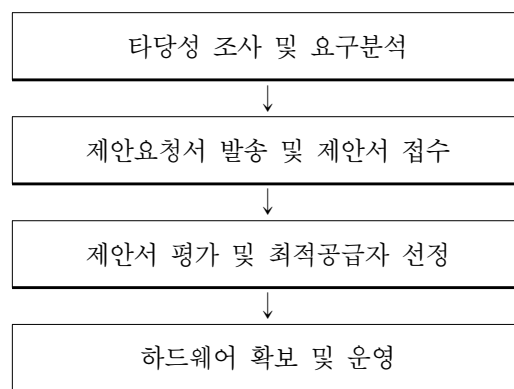 타당성 조사 및 요구분석
제안요청서 발송 및 제안서 접수
제안서 평가 및 최적공급자 선정
하드웨어 확보 및 운영